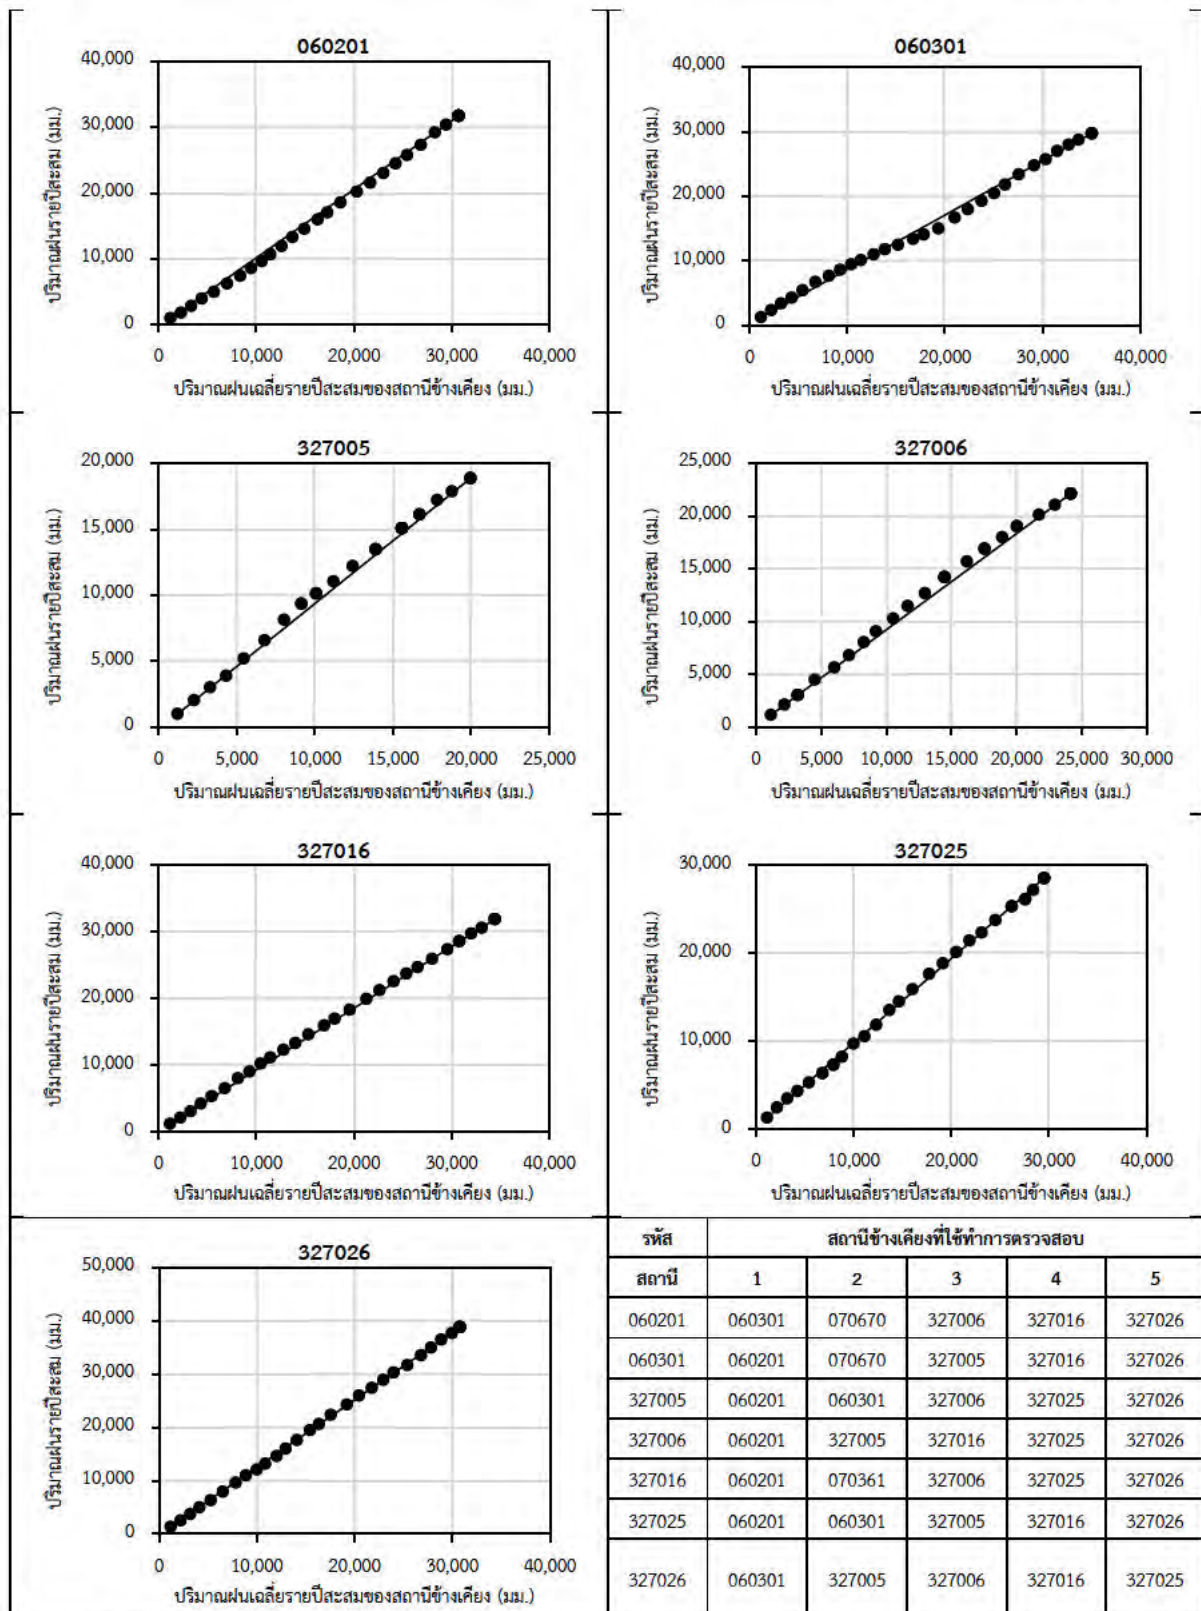 060201
40,000
30,000
20,000
10,000
0
0 10,000 20,000 30,000 40,000
ปริมาณฝนรายปีสะสม (มม.)
ปริมาณฝนเฉลี่ยรายปีสะสมของสถานีข้างเคียง (มม.)
060301
40,000
30,000
20,000
10,000
0
0 10,000 20,000 30,000 40,000
ปริมาณฝนรายปีสะสม (มม.)
ปริมาณฝนเฉลี่ยรายปีสะสมของสถานีข้างเคียง (มม.)
327005
20,000
15,000
10,000
5,000
0
0 5,000 10,000 15,000 20,000 25,000
ปริมาณฝนรายปีสะสม (มม.)
ปริมาณฝนเฉลี่ยรายปีสะสมของสถานีข้างเคียง (มม.)
327006
25,000
20,000
15,000
10,000
5,000
0
0 5,000 10,000 15,000 20,000 25,000 30,000
ปริมาณฝนรายปีสะสม (มม.)
ปริมาณฝนเฉลี่ยรายปีสะสมของสถานีข้างเคียง (มม.)
327016
40,000
30,000
20,000
10,000
0
0 10,000 20,000 30,000 40,000
ปริมาณฝนรายปีสะสม (มม.)
ปริมาณฝนเฉลี่ยรายปีสะสมของสถานีข้างเคียง (มม.)
327025
30,000
20,000
10,000
0
0 10,000 20,000 30,000 40,000
ปริมาณฝนรายปีสะสม (มม.)
ปริมาณฝนเฉลี่ยรายปีสะสมของสถานีข้างเคียง (มม.)
327026
50,000
40,000
30,000
20,000
10,000
0
0 10,000 20,000 30,000 40,000
ปริมาณฝนรายปีสะสม (มม.)
ปริมาณฝนเฉลี่ยรายปีสะสมของสถานีข้างเคียง (มม.)
รหัส สถานีข้างเคียงที่ใช้ทำการตรวจสอบ
สถานี 1 2 3 4 5
060201 060301 070670 327006 327016 327026
060301 060201 070670 327005 327016 327026
327005 060201 060301 327006 327025 327026
327006 060201 327005 327016 327025 327026
327016 060201 070361 327006 327025 327026
327025 060201 060301 327005 327016 327026
327026 060301 327005 327006 327016 327025